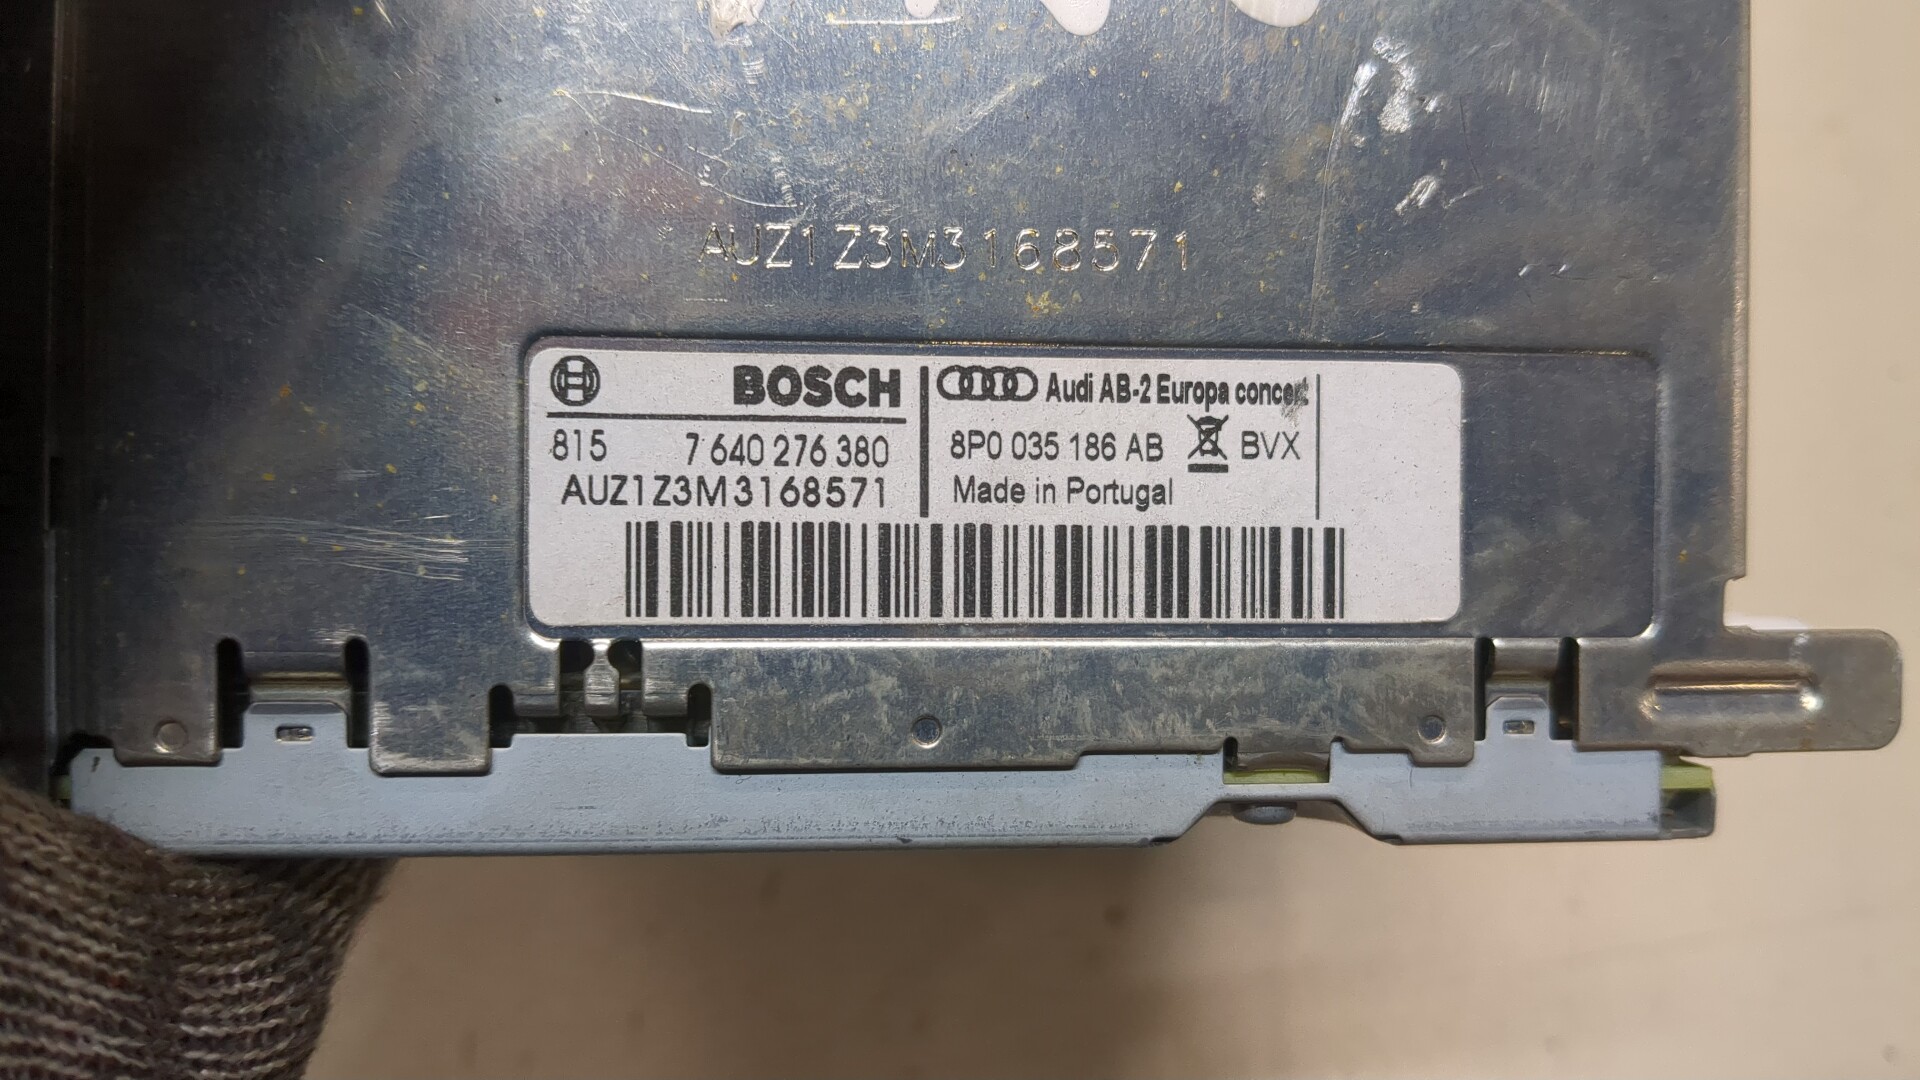 AUZ1Z3M3168571
BOSCH
Audi AB-2 Europa concert
815 7 640 276 380
8P0 035 186 AB BVX
AUZ1Z3M3168571
Made in Portugal